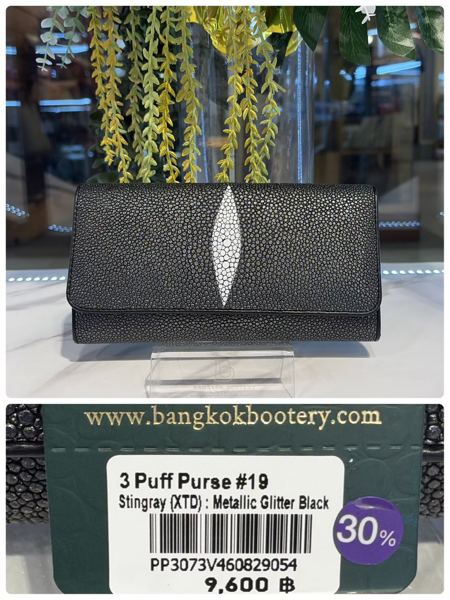 www.bangkokbootery.com
3 Puff Purse #19
Stingray (XTD) : Metallic Glitter Black
30%
PP3073V460829054
9,600 ฿